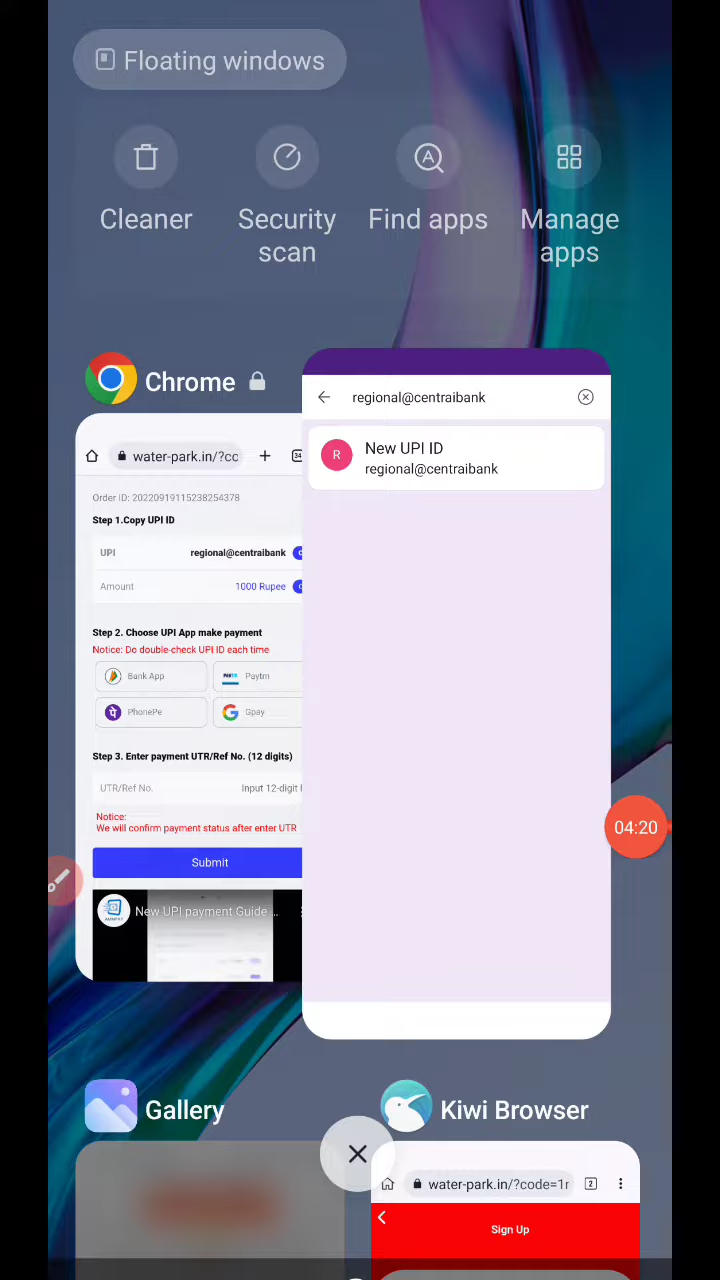 Floating windows
Cleaner
Security
scan
Find apps
Manage
apps
Chrome
water-park.in/?cc
34
Order ID: 20220919115238254378
Step 1.Copy UPI ID
UPI
regional@centraibank
Amount
1000 Rupee
Step 2. Choose UPI App make payment
Notice: Do double-check UPI ID each time
Bank App
Paytm
PhonePe
Gpay
Step 3. Enter payment UTR/Ref No. (12 digits)
UTR/Ref No.
Input 12-digit
Notice:
We will confirm payment status after enter UTR
Submit
New UPI payment Guide ...
regional@centraibank
R
New UPI ID
regional@centraibank
04:20
Gallery
Kiwi Browser
water-park.in/?code=1r
2
Sign Up